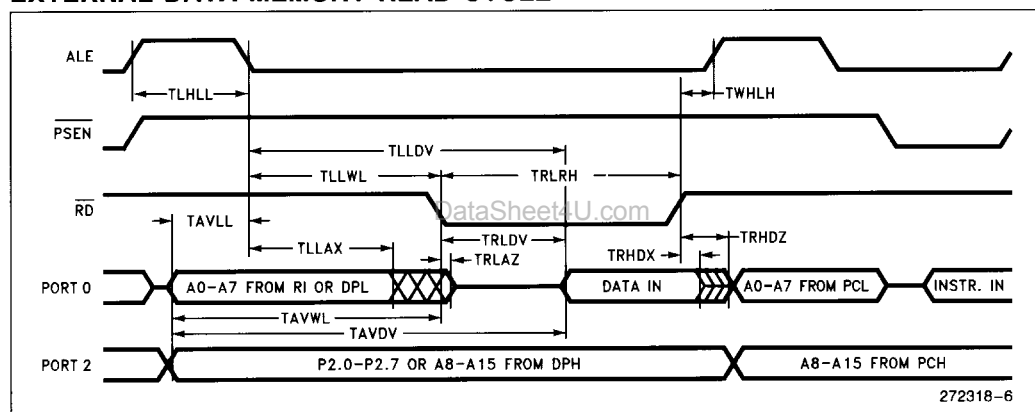 EXTERNAL DATA MEMORY READ CYCLE
ALE
TLHLL
TWHLH
PSEN
TLLDV
TLLWL
TRLRH
RD
DataSheet4U.com
TAVLL
TLLAX
TRLDV
TRLAZ
TRHDX
TRHDZ
PORT 0
A0-A7 FROM RI OR DPL
DATA IN
A0-A7 FROM PCL
INSTR. IN
TAVWL
TAVDV
PORT 2
P2.0-P2.7 OR A8-A15 FROM DPH
A8-A15 FROM PCH
272318-6